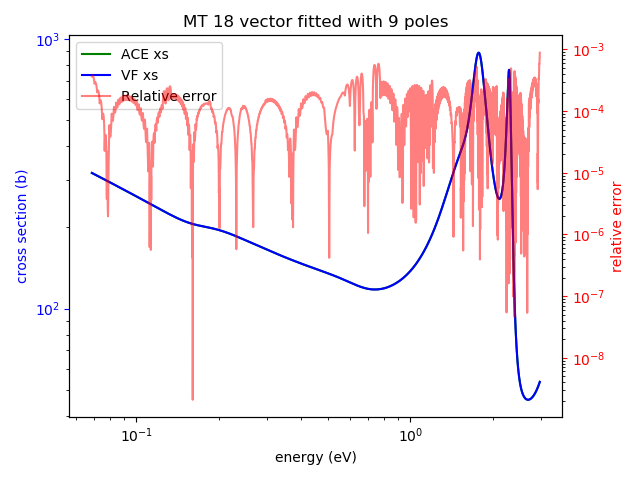 MT 18 vector fitted with 9 poles
ACE xs
VF xs
Relative error
cross section (b)
10³
10²
relative error
10⁻³
10⁻⁴
10⁻⁵
10⁻⁶
10⁻⁷
10⁻⁸
10⁻¹
10⁰
energy (eV)